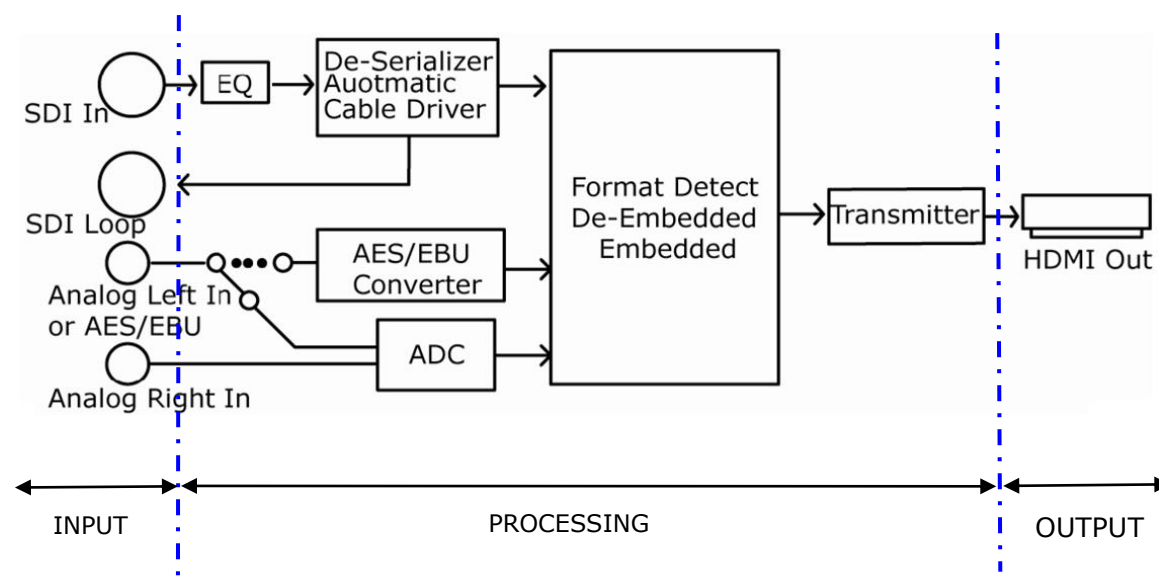 SDI In
EQ
De-Serializer
Auotmatic
Cable Driver
SDI Loop
Analog Left In
or AES/EBU
AES/EBU
Converter
Analog Right In
ADC
Format Detect
De-Embedded
Embedded
Transmitter
HDMI Out
INPUT
PROCESSING
OUTPUT